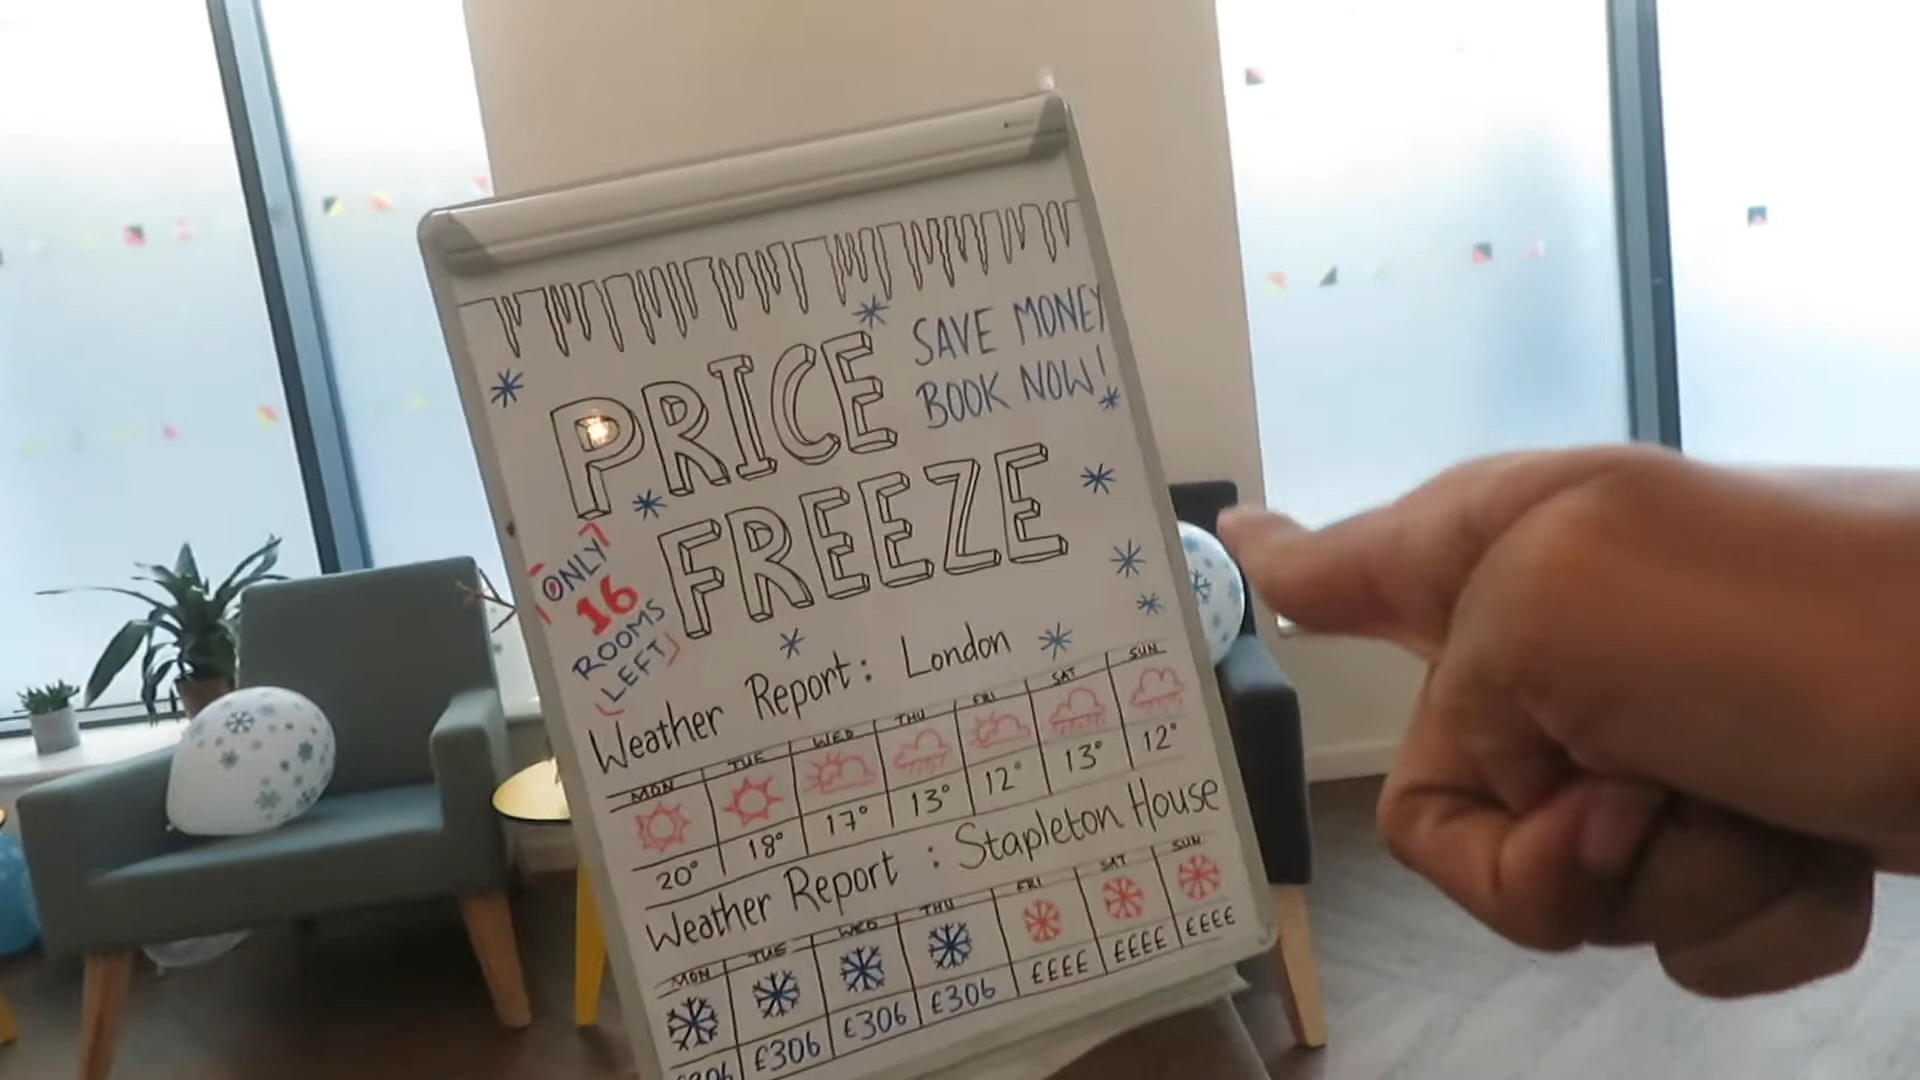 SAVE MONEY
BOOK NOW!
PRICE
FREEZE
ONLY
16
ROOMS
LEFT
Weather Report: London
MON TUE WED THU FRI SAT SUN
20° 18° 17° 13° 12° 13° 12°
Weather Report : Stapleton House
MON TUE WED THU FRI SAT SUN
£306 £306 £306 £306 ££££ ££££ ££££